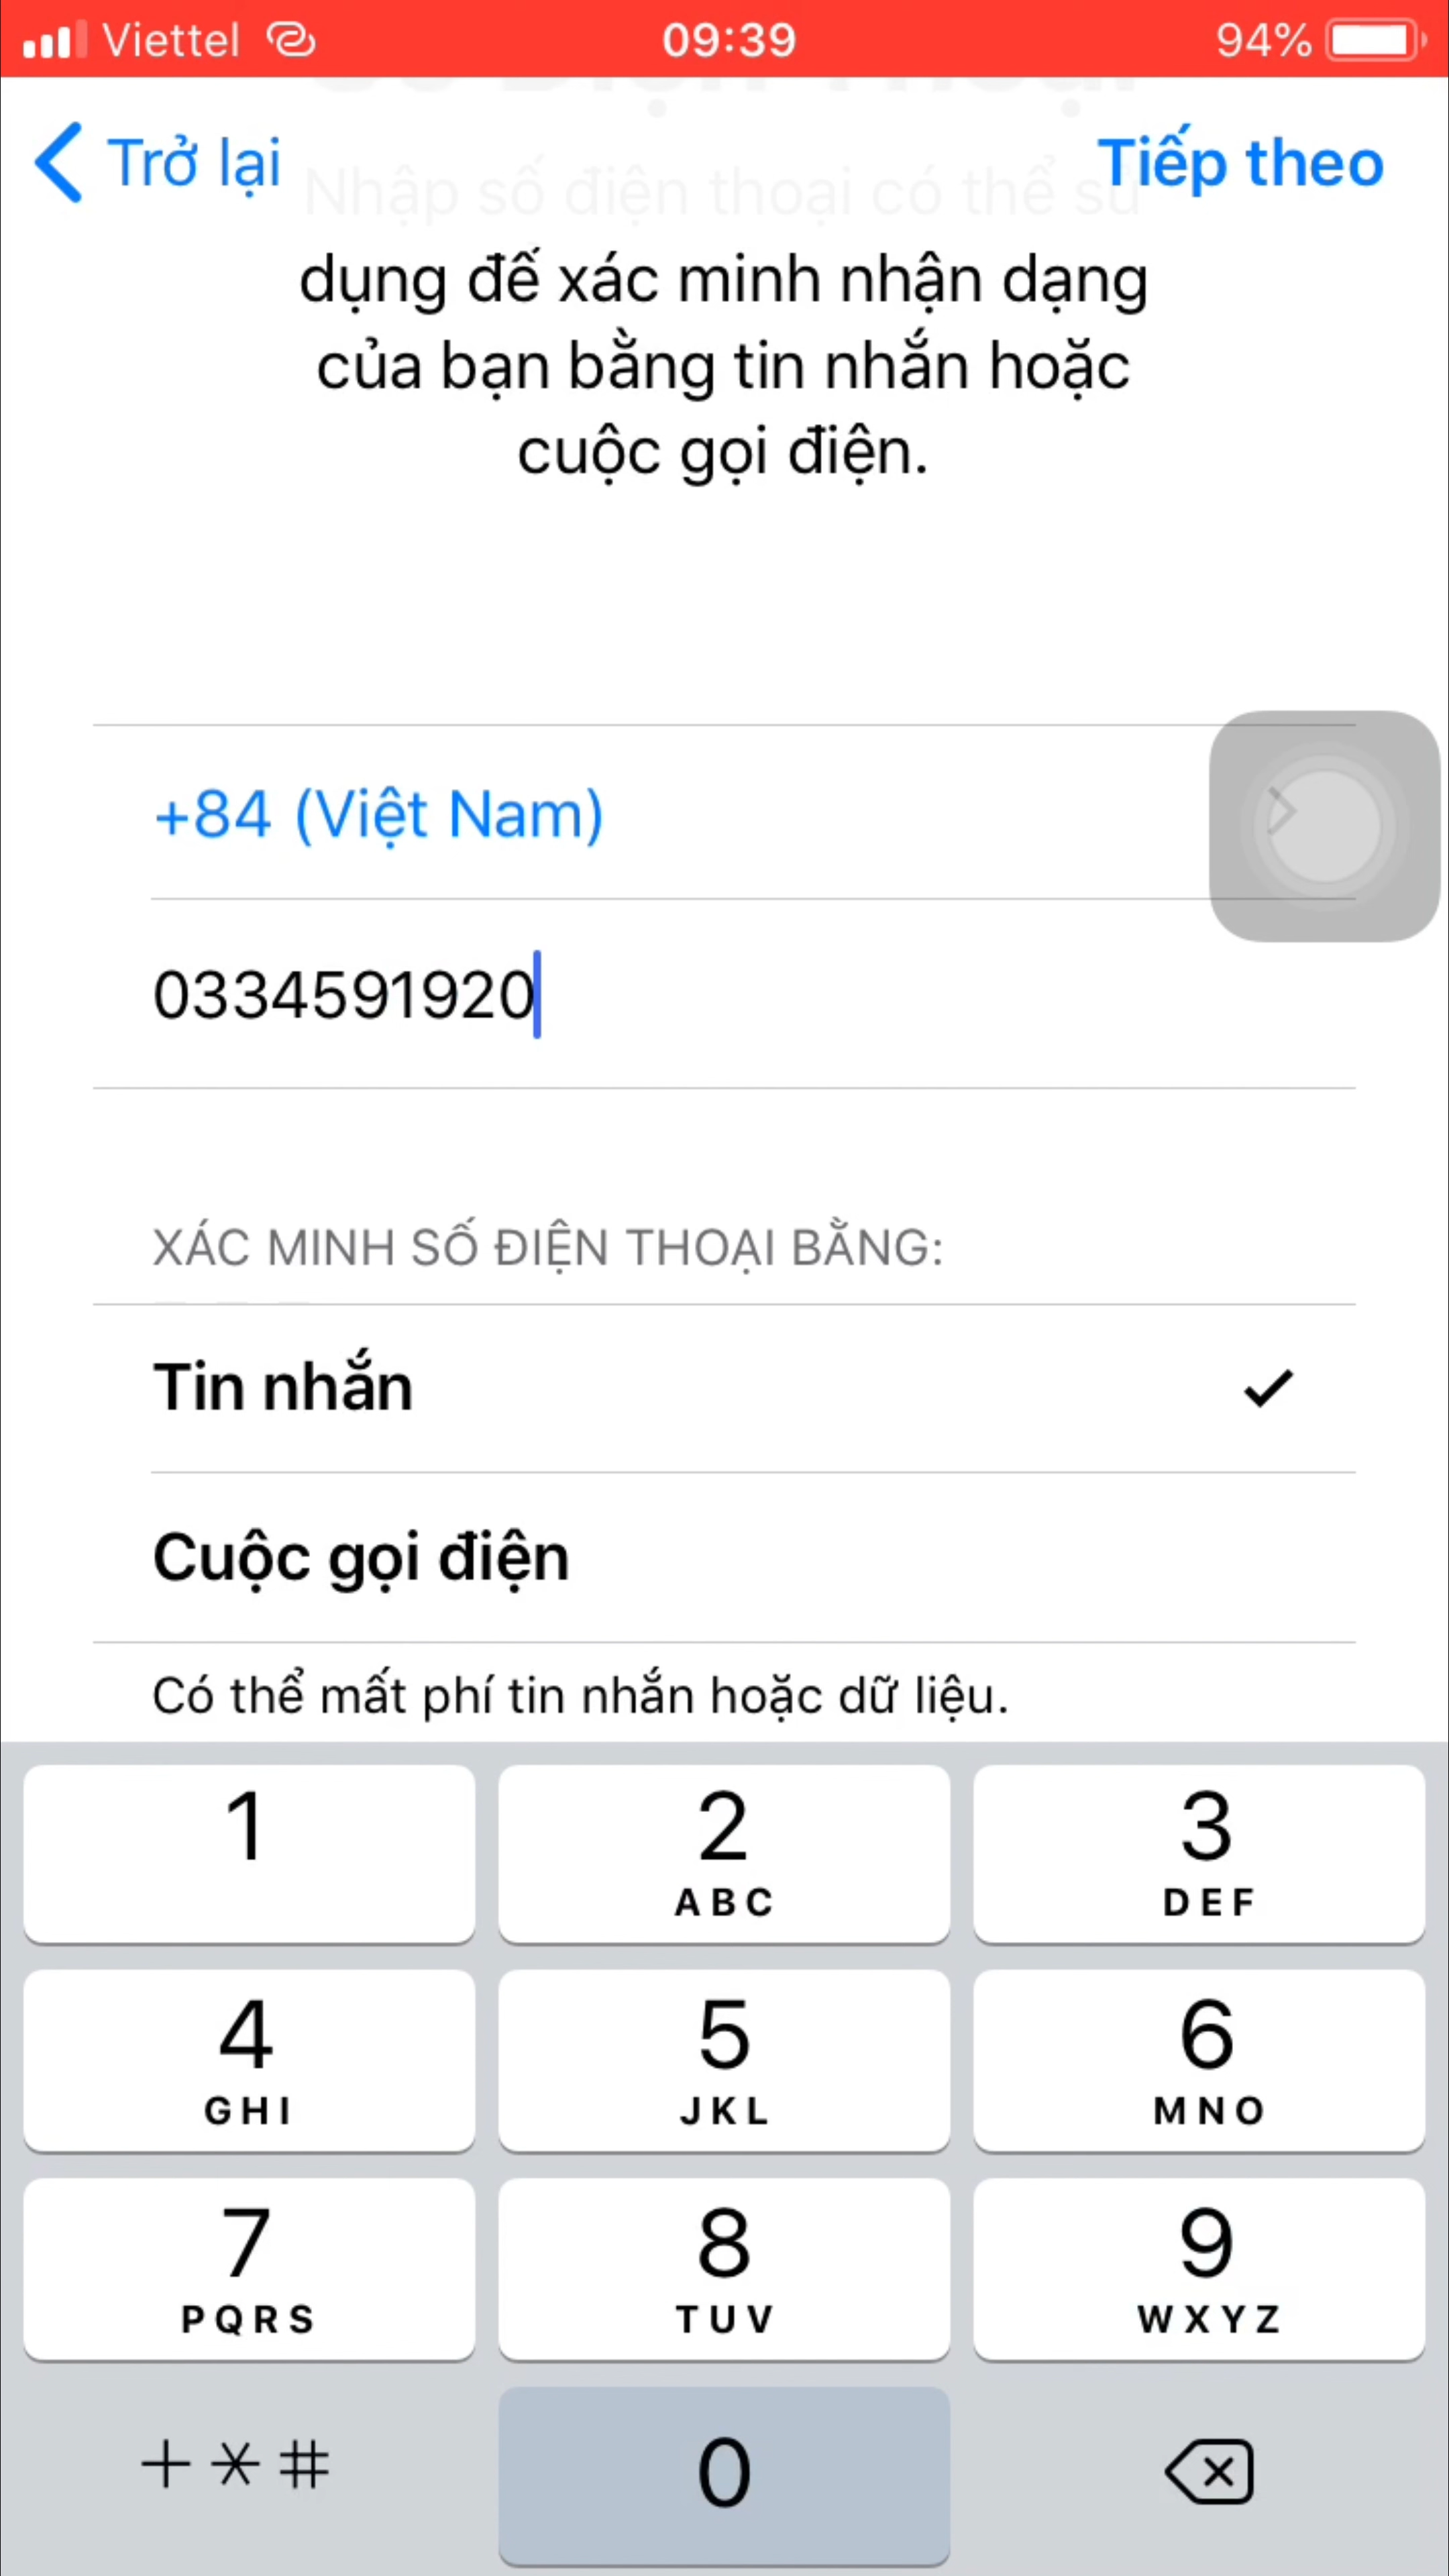 Viettel 09:39 94%
Số Điện Thoại
Trở lại Tiếp theo
Nhập số điện thoại có thể sử
dụng để xác minh nhận dạng
của bạn bằng tin nhắn hoặc
cuộc gọi điện.
+84 (Việt Nam)
0334591920
XÁC MINH SỐ ĐIỆN THOẠI BẰNG:
Tin nhắn
Cuộc gọi điện
Có thể mất phí tin nhắn hoặc dữ liệu.
1 2 3
ABC DEF
4 5 6
GHI JKL MNO
7 8 9
PQRS TUV WXYZ
+*# 0